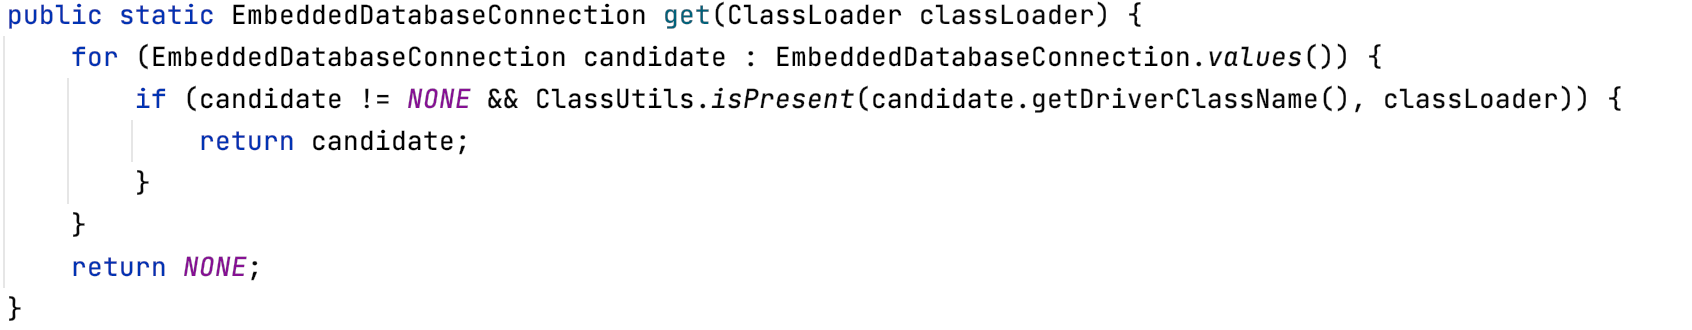 public static EmbeddedDatabaseConnection get(ClassLoader classLoader) {
    for (EmbeddedDatabaseConnection candidate : EmbeddedDatabaseConnection.values()) {
        if (candidate != NONE && ClassUtils.isPresent(candidate.getDriverClassName(), classLoader)) {
            return candidate;
        }
    }
    return NONE;
}